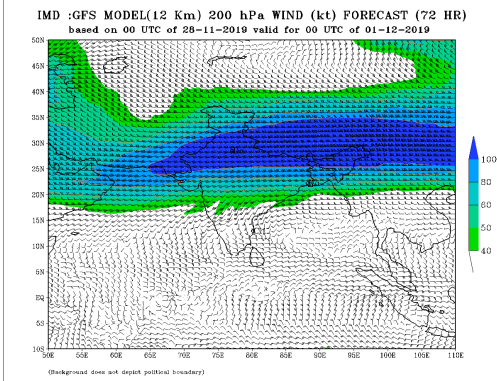 IMD :GFS MODEL(12 Km) 200 hPa WIND (kt) FORECAST (72 HR)
based on 00 UTC of 28-11-2019 valid for 00 UTC of 01-12-2019
50N
45N
40N
35N
30N
25N
20N
15N
10N
5N
EQ
5S
10S
50E 55E 60E 65E 70E 75E 80E 85E 90E 95E 100E 105E 110E
100
80
60
40
(Background does not depict political boundary)